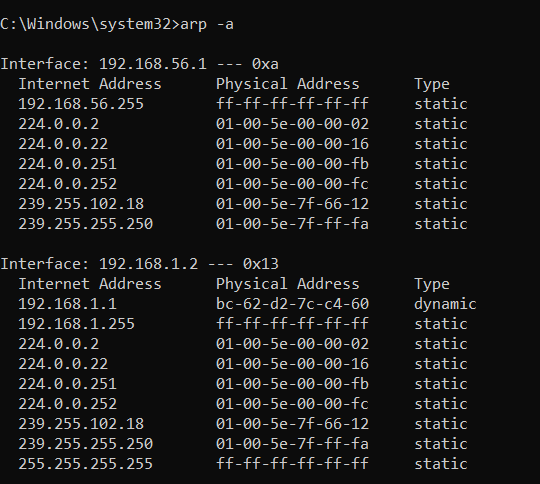 C:\Windows\system32>arp -a
Interface: 192.168.56.1 --- 0xa
Internet Address Physical Address Type
192.168.56.255 ff-ff-ff-ff-ff-ff static
224.0.0.2 01-00-5e-00-00-02 static
224.0.0.22 01-00-5e-00-00-16 static
224.0.0.251 01-00-5e-00-00-fb static
224.0.0.252 01-00-5e-00-00-fc static
239.255.102.18 01-00-5e-7f-66-12 static
239.255.255.250 01-00-5e-7f-ff-fa static
Interface: 192.168.1.2 --- 0x13
Internet Address Physical Address Type
192.168.1.1 bc-62-d2-7c-c4-60 dynamic
192.168.1.255 ff-ff-ff-ff-ff-ff static
224.0.0.2 01-00-5e-00-00-02 static
224.0.0.22 01-00-5e-00-00-16 static
224.0.0.251 01-00-5e-00-00-fb static
224.0.0.252 01-00-5e-00-00-fc static
239.255.102.18 01-00-5e-7f-66-12 static
239.255.255.250 01-00-5e-7f-ff-fa static
255.255.255.255 ff-ff-ff-ff-ff-ff static